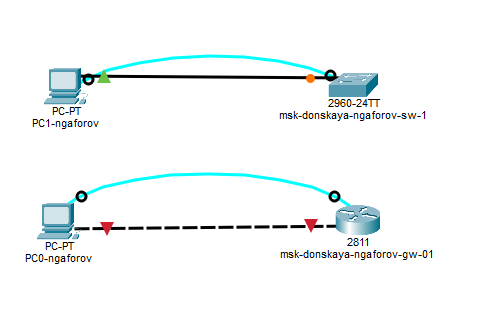 PC-PT
PC1-ngaforov
2960-24TT
msk-donskaya-ngaforov-sw-1
PC-PT
PC0-ngaforov
2811
msk-donskaya-ngaforov-gw-01